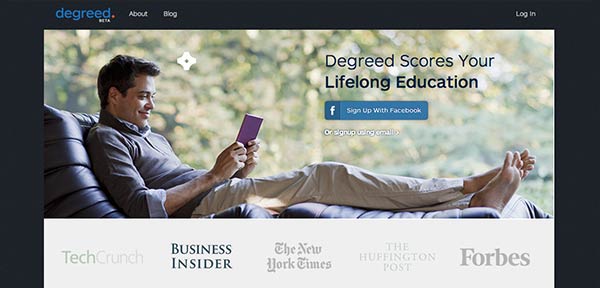 degreed.
BETA
About
Blog
Log In
Degreed Scores Your
Lifelong Education
f Sign Up With Facebook
Or signup using email >
TechCrunch
BUSINESS
INSIDER
The New
York Times
THE
HUFFINGTON
POST
Forbes